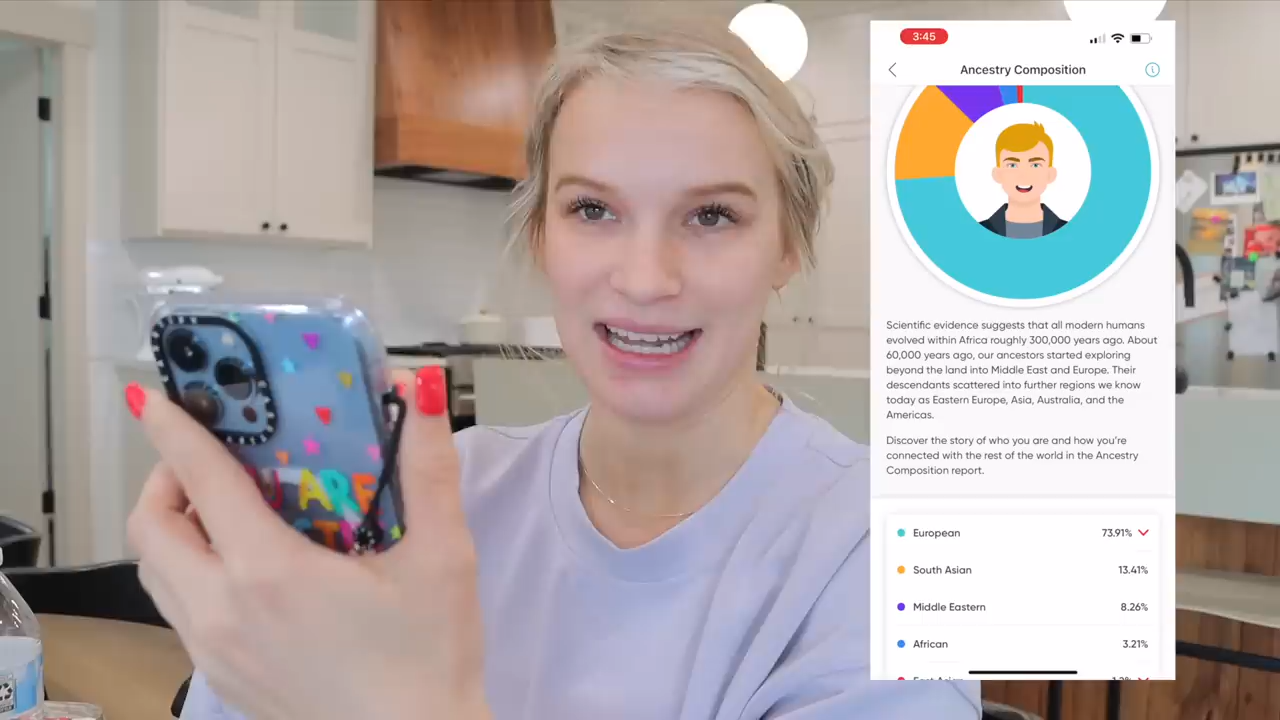 3:45
Ancestry Composition
Scientific evidence suggests that all modern humans
evolved within Africa roughly 300,000 years ago. About
60,000 years ago, our ancestors started exploring
beyond the land into Middle East and Europe. Their
descendants scattered into further regions we know
today as Eastern Europe, Asia, Australia, and the
Americas.
Discover the story of who you are and how you're
connected with the rest of the world in the Ancestry
Composition report.
European 73.91%
South Asian 13.41%
Middle Eastern 8.26%
African 3.21%
ARE